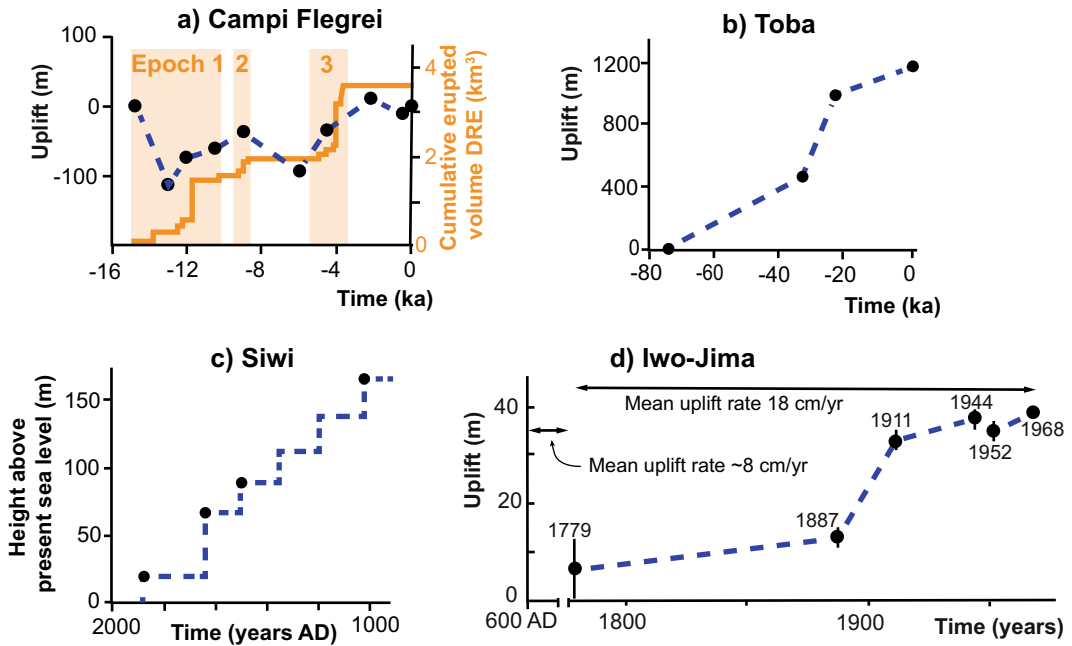 a) Campi Flegrei
100
0
-100
Uplift (m)
Epoch 1
2
3
4
2
0
Cumulative erupted
volume DRE (km³)
-16
-12
-8
-4
0
Time (ka)
b) Toba
1200
800
400
0
Uplift (m)
-80
-60
-40
-20
0
Time (ka)
c) Siwi
150
100
50
0
Height above
present sea level (m)
2000
Time (years AD)
1000
d) Iwo-Jima
40
20
0
Uplift (m)
Mean uplift rate 18 cm/yr
Mean uplift rate ~8 cm/yr
1779
1887
1911
1944
1952
1968
600 AD
1800
1900
Time (years)